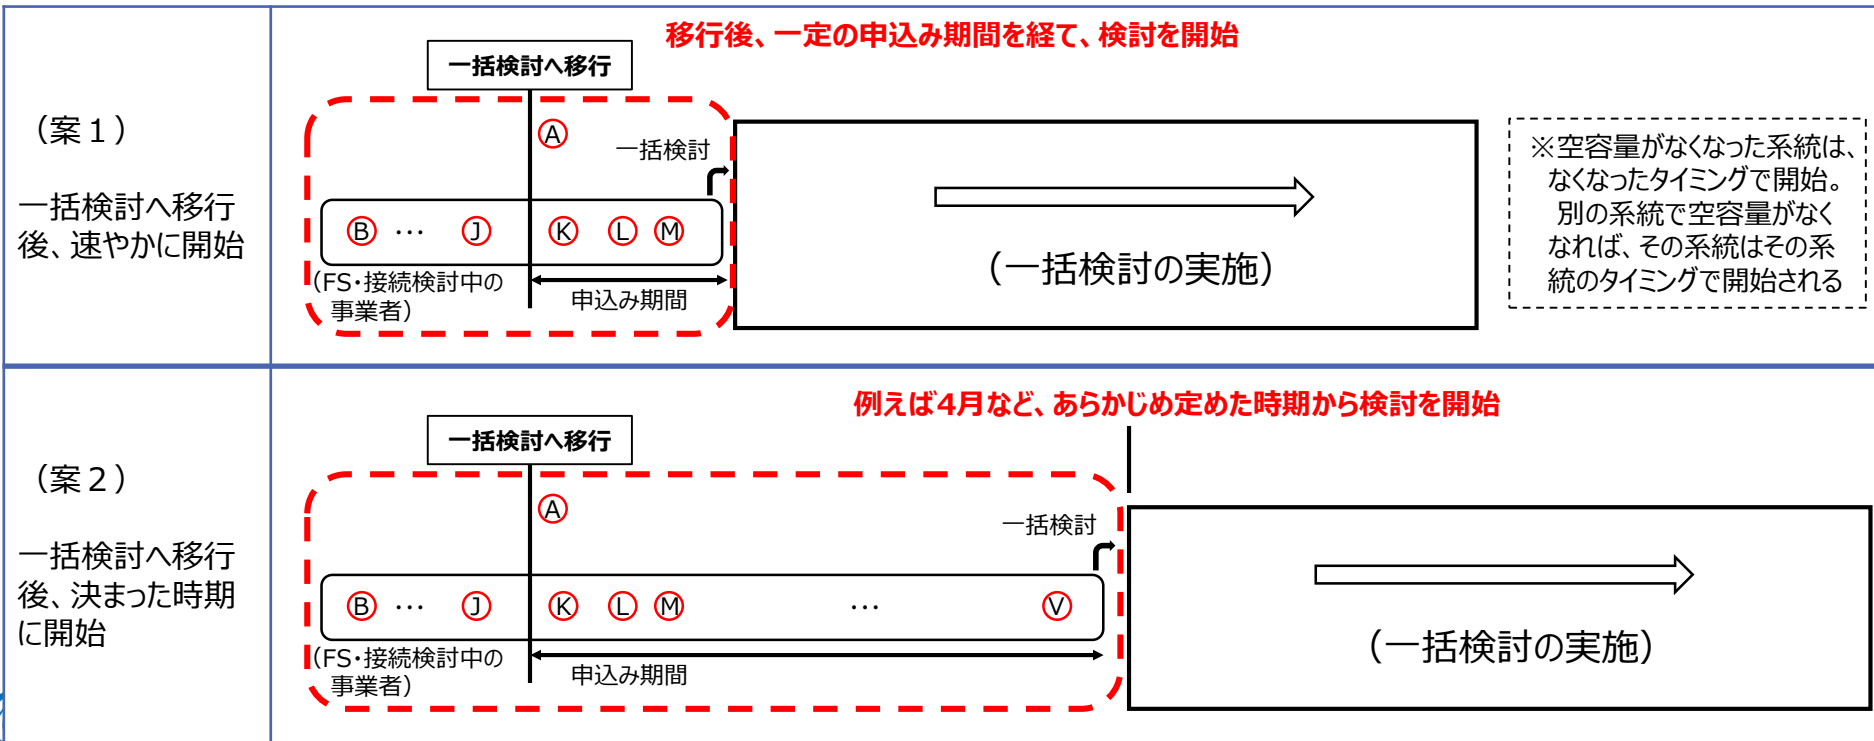 （案１）
一括検討へ移行
後、速やかに開始
移行後、一定の申込み期間を経て、検討を開始
一括検討へ移行
Ⓐ
一括検討
Ⓑ … Ⓙ Ⓚ Ⓛ Ⓜ
（FS・接続検討中の
事業者）
申込み期間
（一括検討の実施）
※空容量がなくなった系統は、
なくなったタイミングで開始。
別の系統で空容量がなく
なれば、その系統はその系
統のタイミングで開始される
（案２）
一括検討へ移行
後、決まった時期
に開始
例えば4月など、あらかじめ定めた時期から検討を開始
一括検討へ移行
Ⓐ
一括検討
Ⓑ … Ⓙ Ⓚ Ⓛ Ⓜ … Ⓥ
（FS・接続検討中の
事業者）
申込み期間
（一括検討の実施）